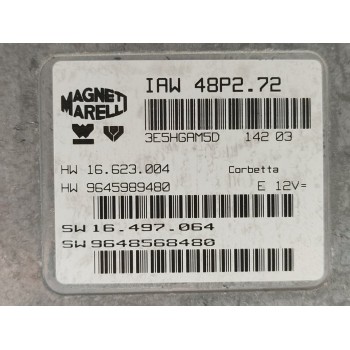 MAGNETI
MARELLI
IAW 48P2.72
3E5HGAM5D 142 03
HW 16.623.004 Corbetta
HW 9645989480 E 12V=
SW 16.497.064
SW 9648568480